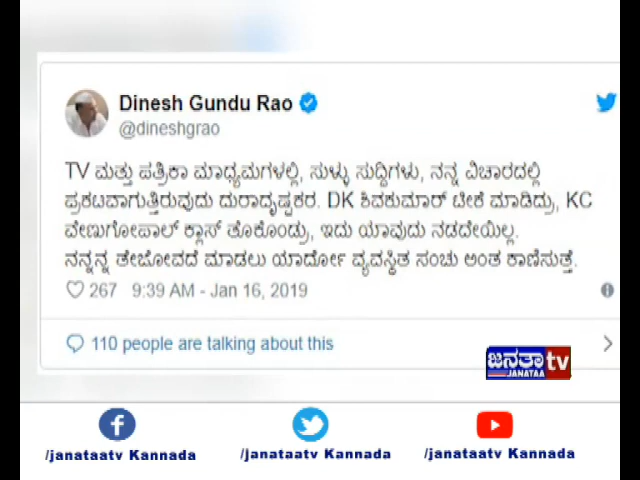 Dinesh Gundu Rao
@dineshgrao
TV ಮತ್ತು ಪತ್ರಿಕಾ ಮಾಧ್ಯಮಗಳಲ್ಲಿ, ಸುಳ್ಳು ಸುದ್ದಿಗಳು, ನನ್ನ ವಿಚಾರದಲ್ಲಿ
ಪ್ರಕಟವಾಗುತ್ತಿರುವುದು ದುರಾದೃಷ್ಟಕರ. DK ಶಿವಕುಮಾರ್ ಟೀಕೆ ಮಾಡಿದ್ರು, KC
ವೇಣುಗೋಪಾಲ್ ಕ್ಲಾಸ್ ತೊಕೊಂಡ್ರು, ಇದು ಯಾವುದು ನಡದೇಯಿಲ್ಲ.
ನನ್ನನ್ನ ತೇಜೋವದೆ ಮಾಡಲು ಯಾರ್ದೋ ವ್ಯವಸ್ಥಿತ ಸಂಚು ಅಂತ ಕಾಣಿಸುತ್ತೆ.
267 9:39 AM - Jan 16, 2019
110 people are talking about this
ಜನತಾ tv
JANATAA
/janataatv Kannada /janataatv Kannada /janataatv Kannada